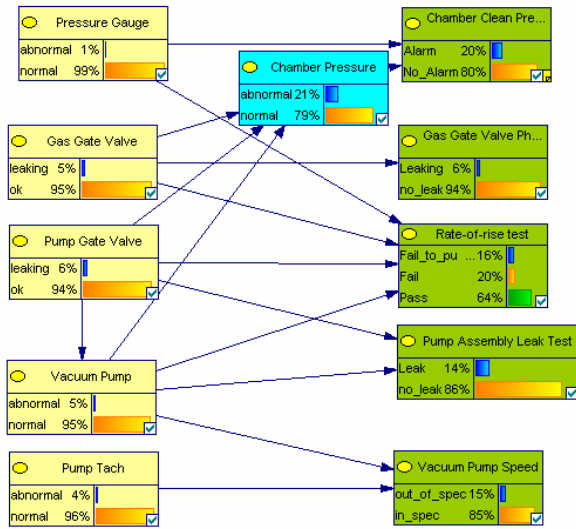 Pressure Gauge
abnormal 1%
normal 99%
Chamber Clean Pre...
Alarm 20%
No_Alarm 80%
Chamber Pressure
abnormal 21%
normal 79%
Gas Gate Valve
leaking 5%
ok 95%
Gas Gate Valve Ph...
Leaking 6%
no_leak 94%
Pump Gate Valve
leaking 6%
ok 94%
Rate-of-rise test
Fail_to_pu ...16%
Fail 20%
Pass 64%
Vacuum Pump
abnormal 5%
normal 95%
Pump Assembly Leak Test
Leak 14%
no_leak 86%
Pump Tach
abnormal 4%
normal 96%
Vacuum Pump Speed
out_of_spec 15%
in_spec 85%